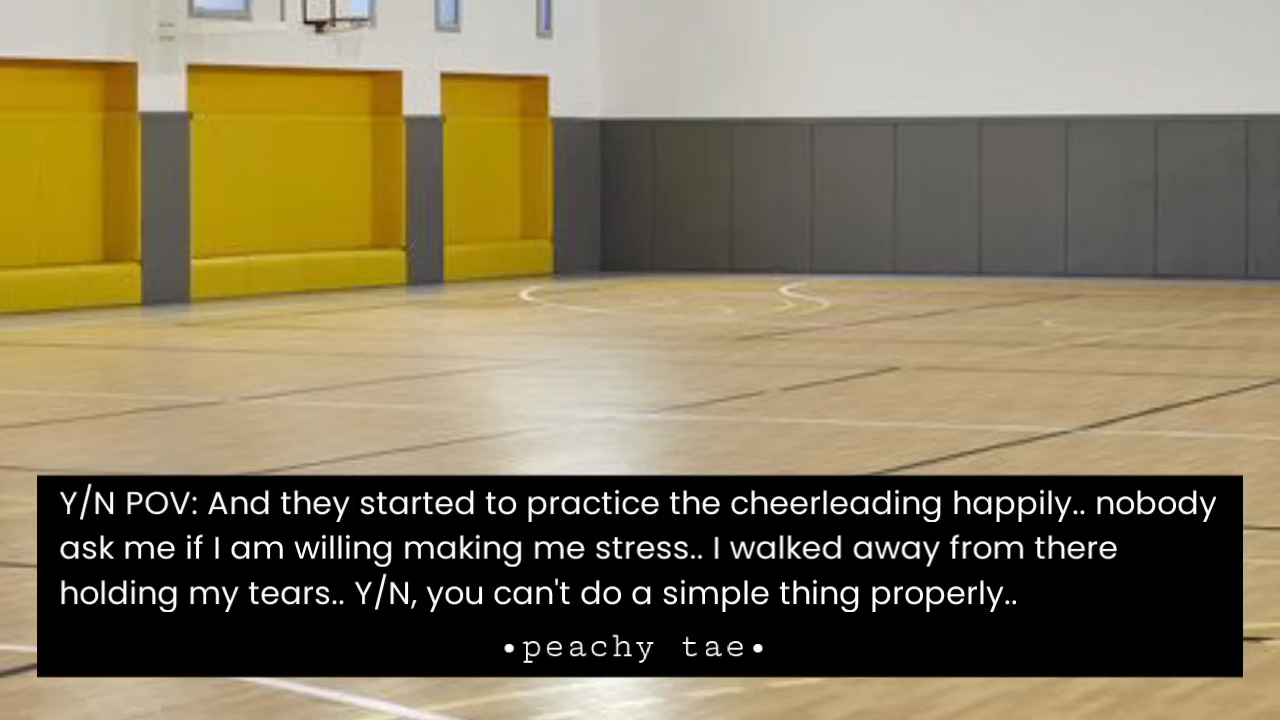 Y/N POV: And they started to practice the cheerleading happily.. nobody
ask me if I am willing making me stress.. I walked away from there
holding my tears.. Y/N, you can't do a simple thing properly..
•peachy tae•